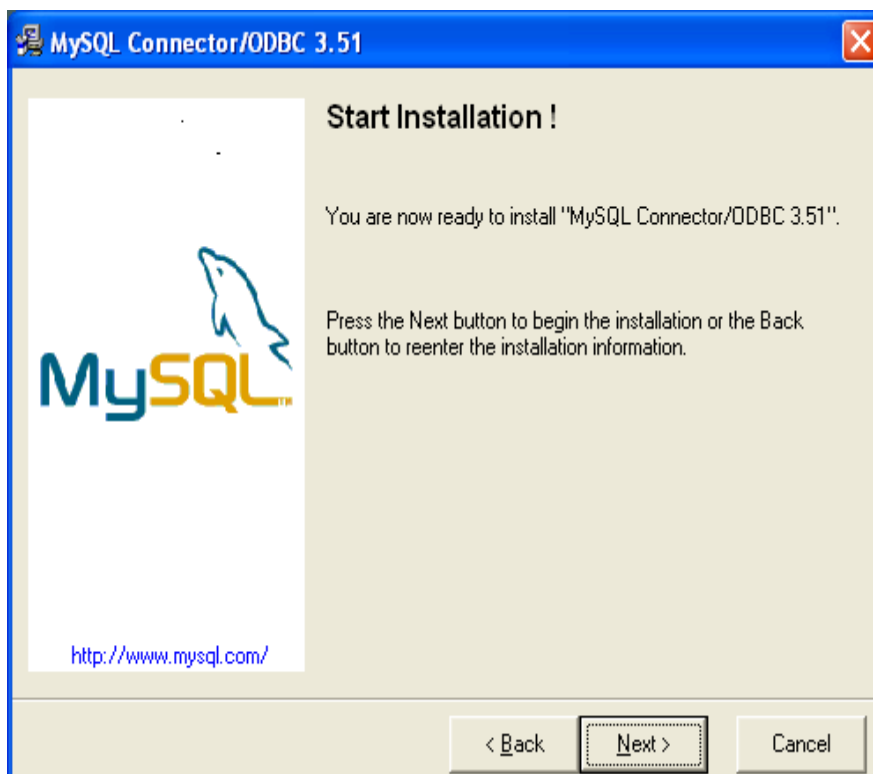 MySQL Connector/ODBC 3.51
Start Installation !
You are now ready to install "MySQL Connector/ODBC 3.51".
Press the Next button to begin the installation or the Back
button to reenter the installation information.
MySQL
http://www.mysql.com/
< Back
Next >
Cancel